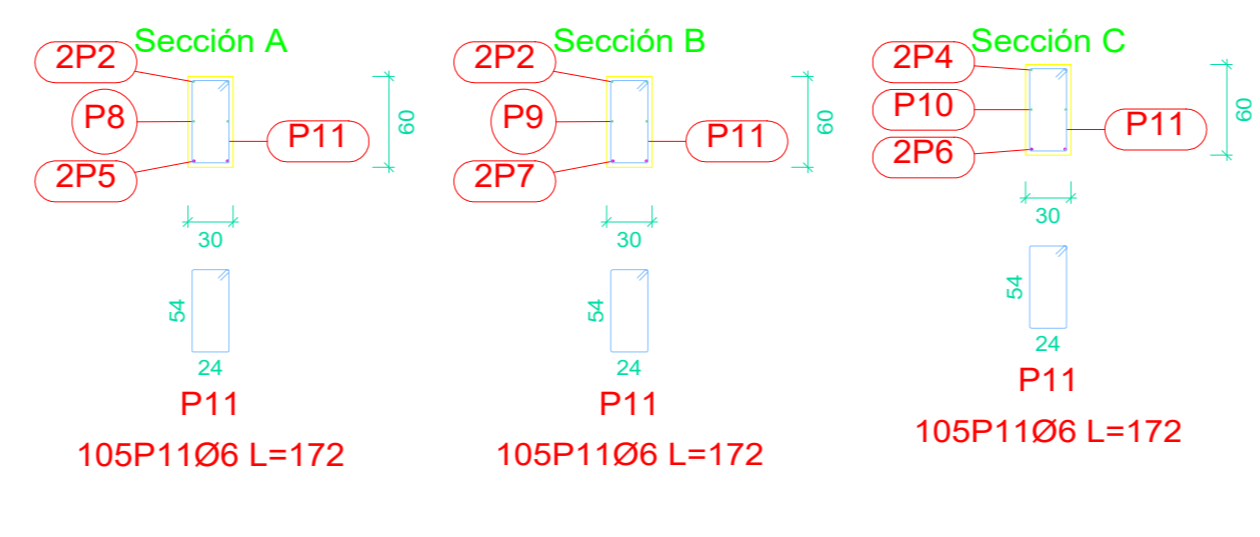 Sección A
2P2
P8
P11
2P5
60
30
54
24
P11
105P11Ø6 L=172
Sección B
2P2
P9
P11
2P7
60
30
54
24
P11
105P11Ø6 L=172
Sección C
2P4
P10
P11
2P6
60
30
54
24
P11
105P11Ø6 L=172